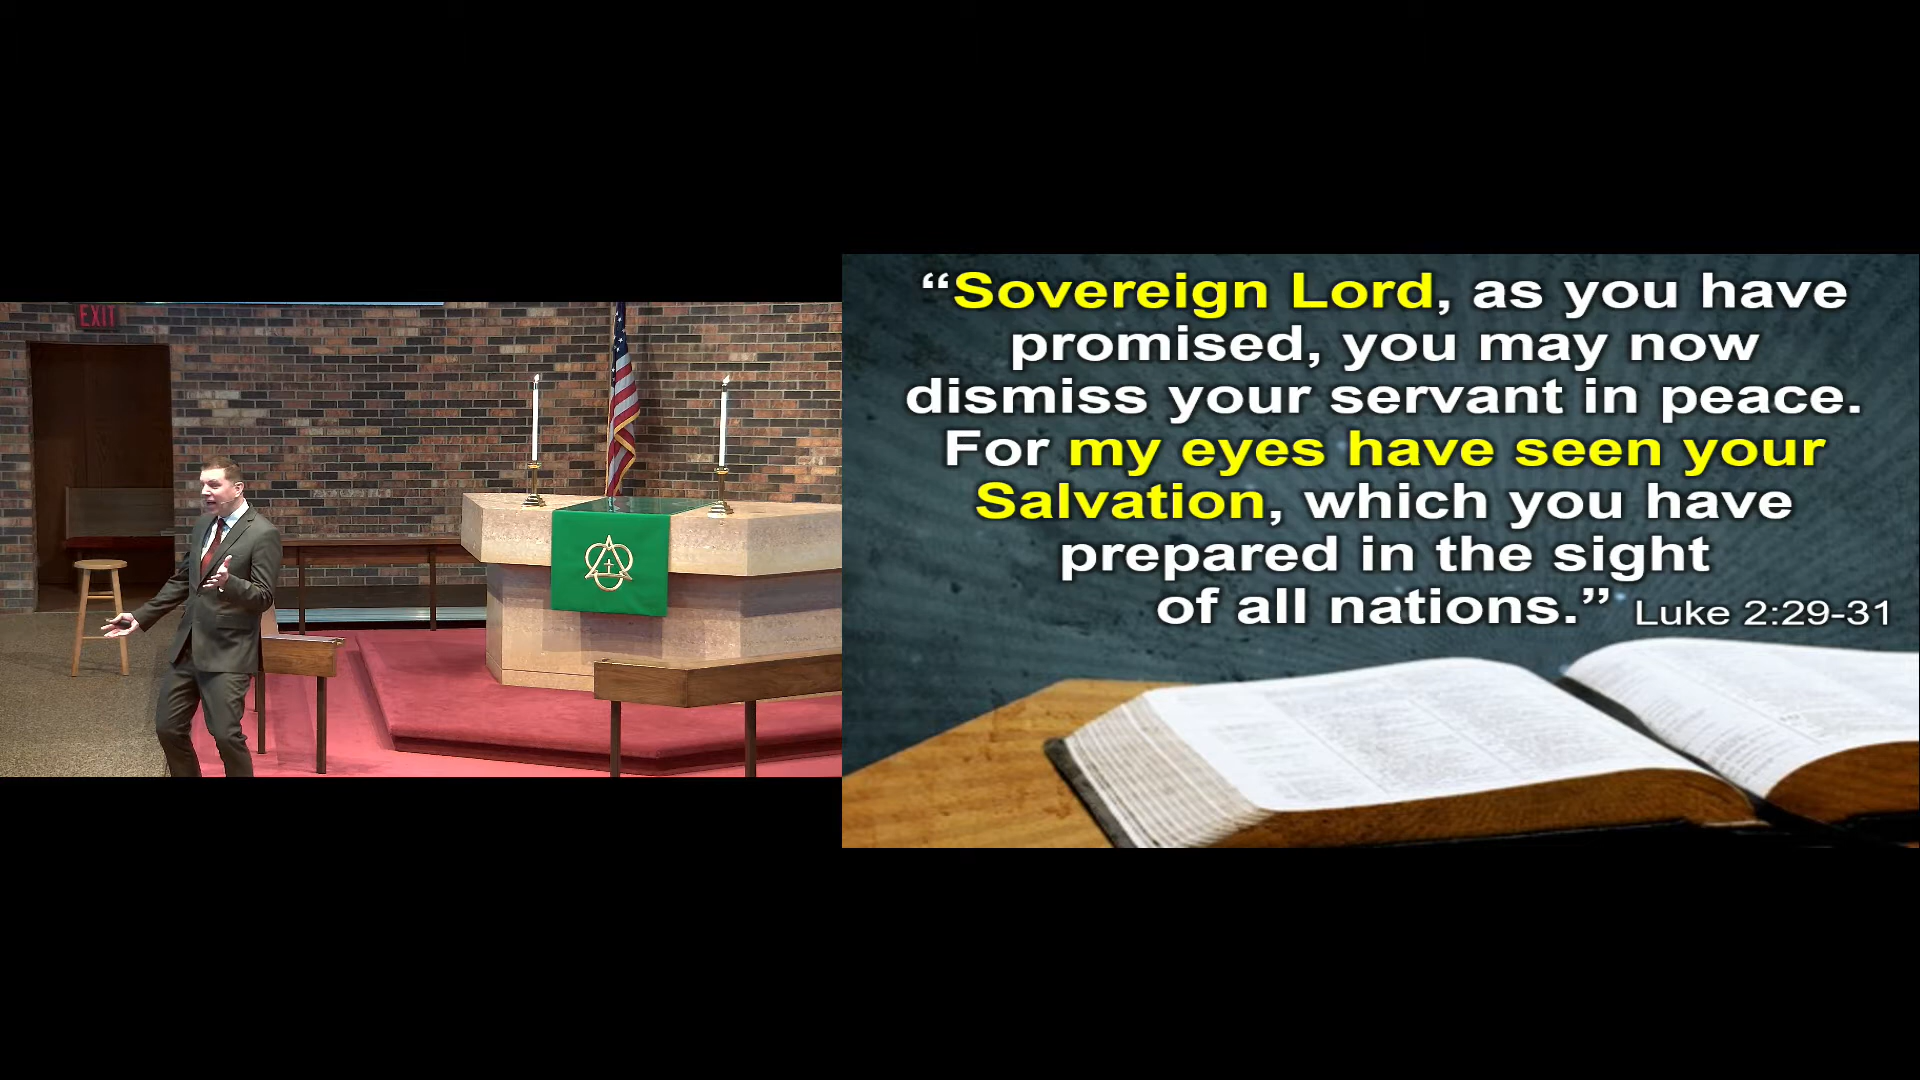 EXIT
“Sovereign Lord, as you have
promised, you may now
dismiss your servant in peace.
For my eyes have seen your
Salvation, which you have
prepared in the sight
of all nations.” Luke 2:29-31